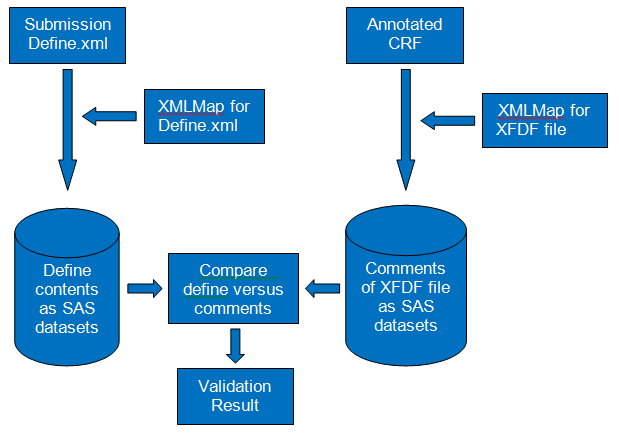 Submission
Define.xml
Annotated
CRF
XMLMap for
Define.xml
XMLMap for
XFDF file
Define
contents
as SAS
datasets
Compare
define versus
comments
Comments
of XFDF file
as SAS
datasets
Validation
Result